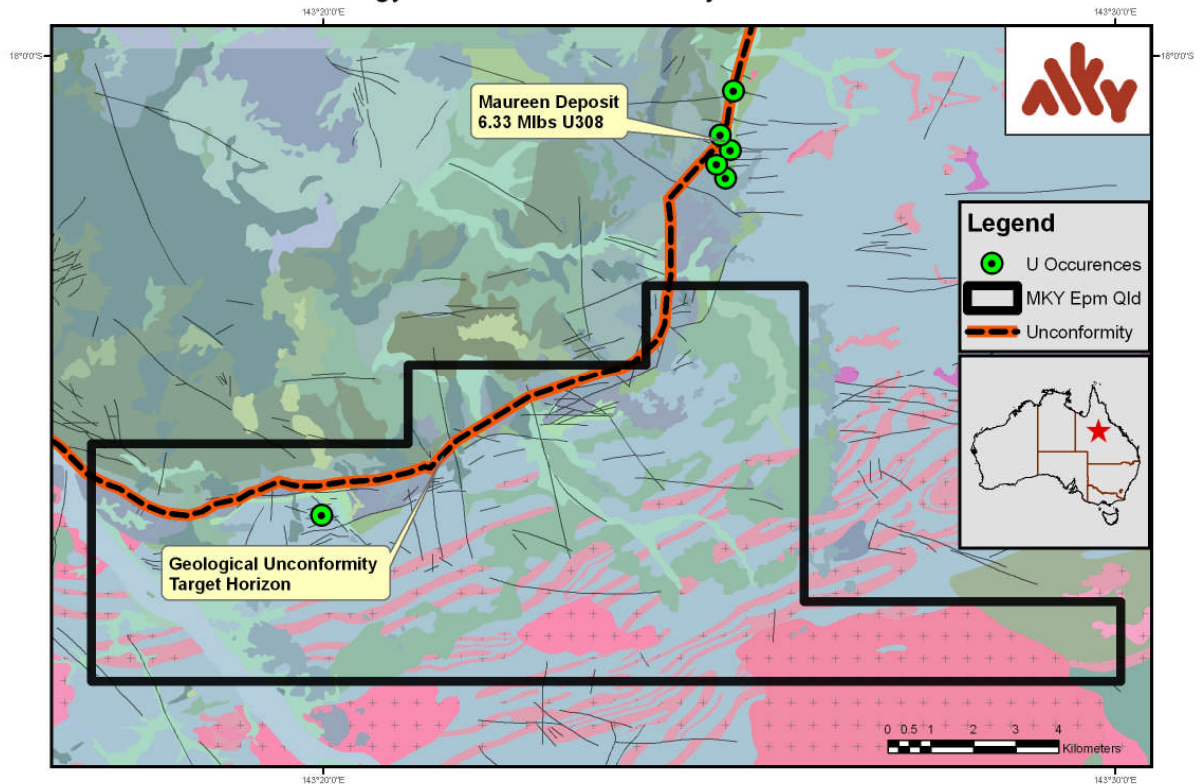 143°20'0"E
143°30'0"E
18°0'0"S
18°0'0"S
Maureen Deposit
6.33 Mlbs U308
mky
Legend
U Occurences
MKY Epm Qld
Unconformity
Geological Unconformity
Target Horizon
0 0.5 1 2 3 4
Kilometers
143°20'0"E
143°30'0"E